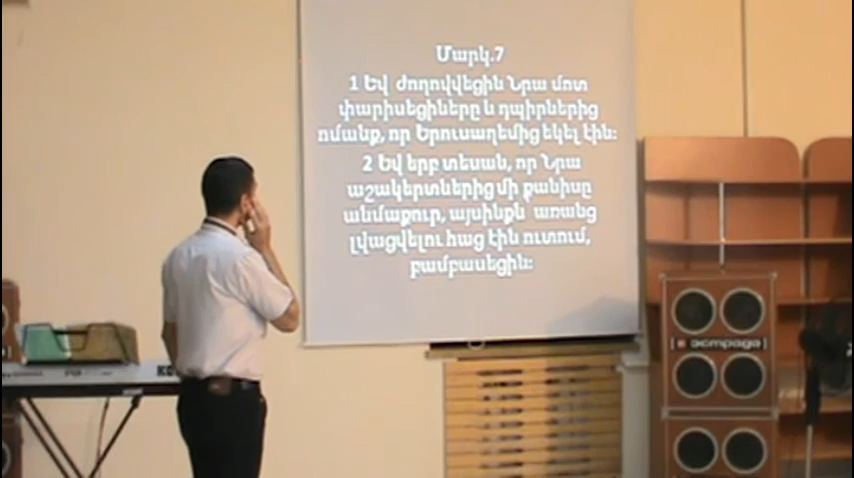 Մարկ.7
1 Եվ ժողովվեցին Նրա մոտ
փարիսեցիները և դպիրներից
ոմանք, որ Երուսաղեմից եկել էին:
2 Եվ երբ տեսան, որ Նրա
աշակերտներից մի քանիսը
անմաքուր, այսինքն՝ առանց
լվացվելու հաց էին ուտում,
բամբասեցին:
эстрада